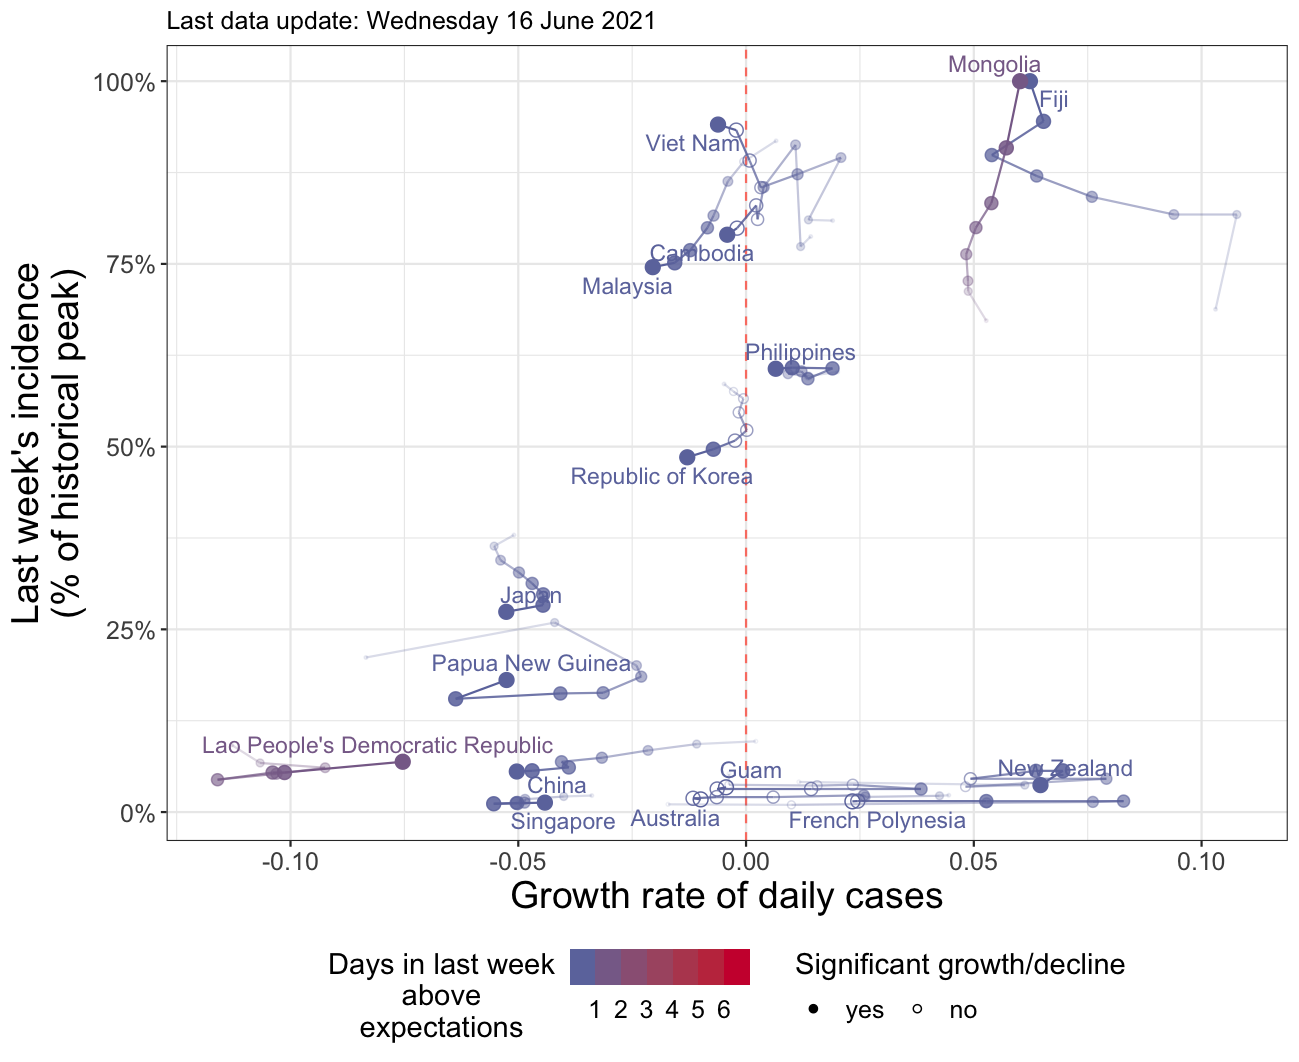 Last data update: Wednesday 16 June 2021
Last week's incidence
(% of historical peak)
100%
75%
50%
25%
0%
Mongolia
Fiji
Viet Nam
Cambodia
Malaysia
Philippines
Republic of Korea
Japan
Papua New Guinea
Lao People's Democratic Republic
China
Guam
New Zealand
Singapore
Australia
French Polynesia
-0.10 -0.05 0.00 0.05 0.10
Growth rate of daily cases
Days in last week
above
expectations
1 2 3 4 5 6
Significant growth/decline
yes no